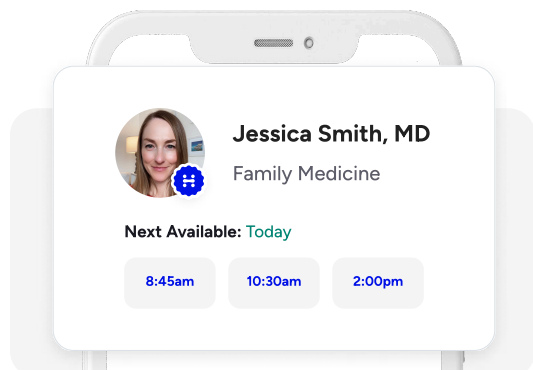 Jessica Smith, MD
Family Medicine
Next Available: Today
8:45am 10:30am 2:00pm